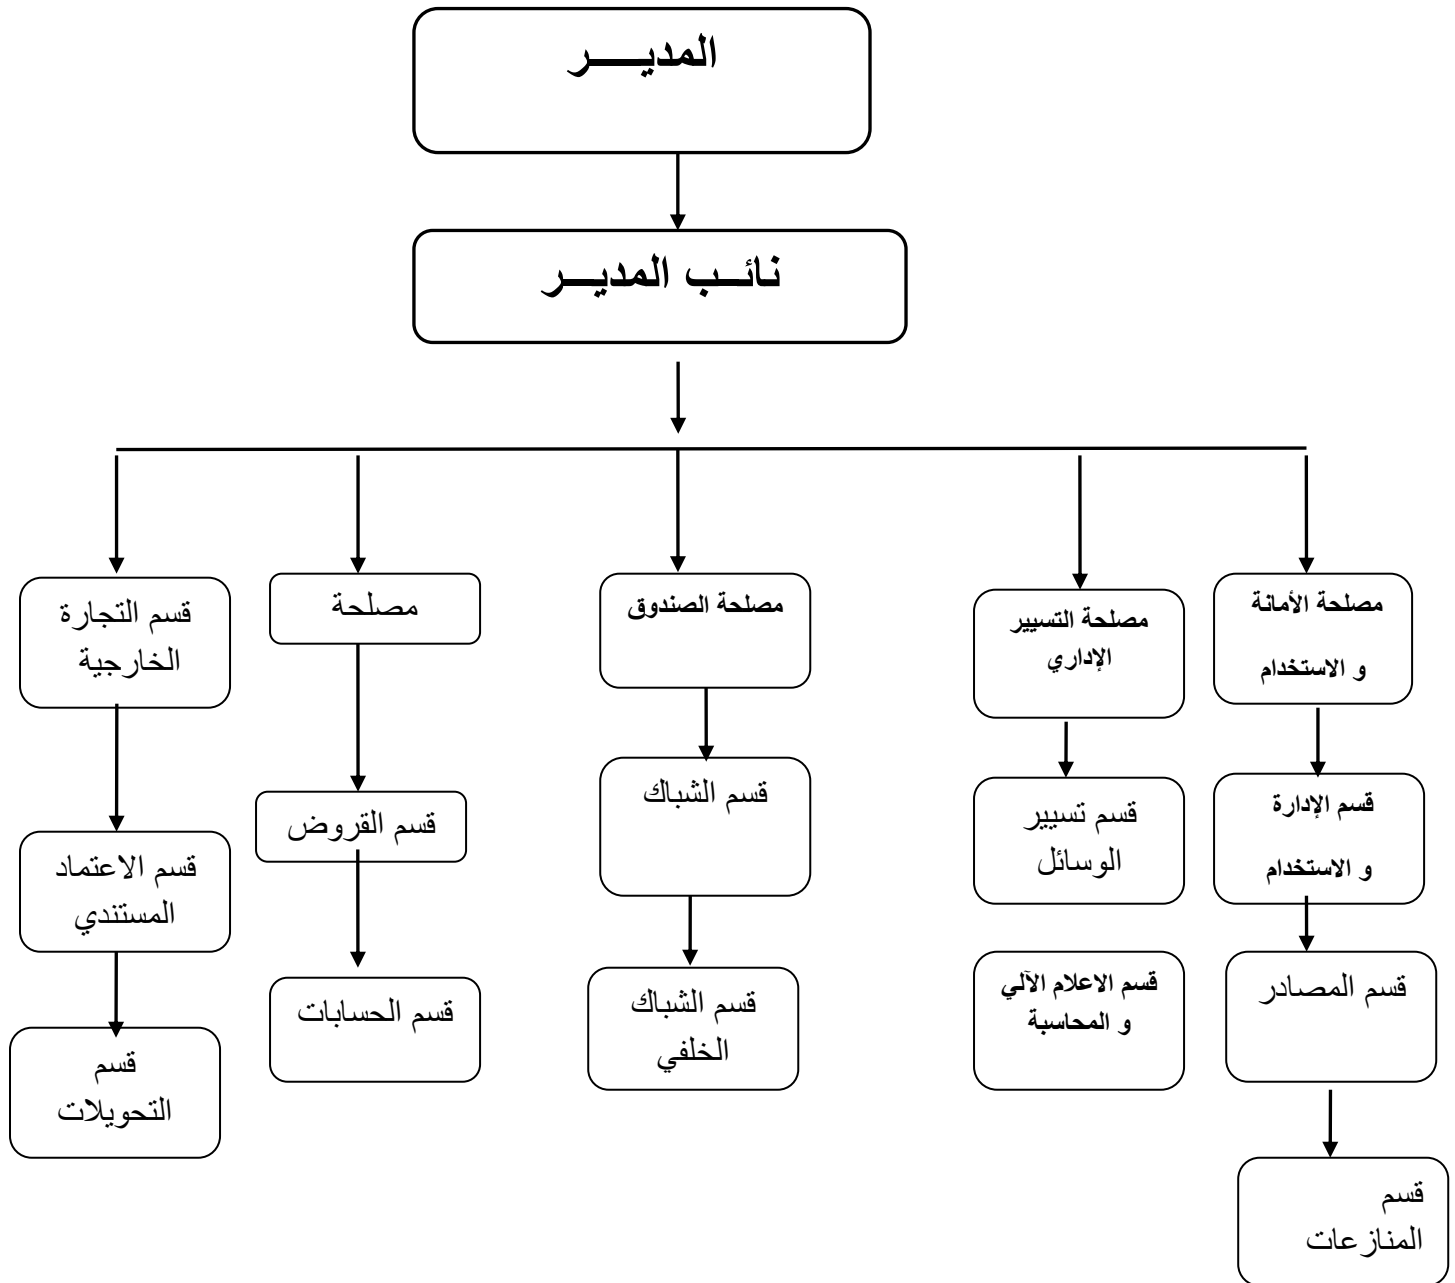 المديـــــر
نائــب المديــر
مصلحة الأمانة
و الاستخدام
مصلحة التسيير
الإداري
مصلحة الصندوق
مصلحة
قسم التجارة
الخارجية
قسم الإدارة
و الاستخدام
قسم تسيير
الوسائل
قسم الشباك
قسم القروض
قسم الاعتماد
المستندي
قسم المصادر
قسم الاعلام الآلي
و المحاسبة
قسم الشباك
الخلفي
قسم الحسابات
قسم
التحويلات
قسم
المنازعات